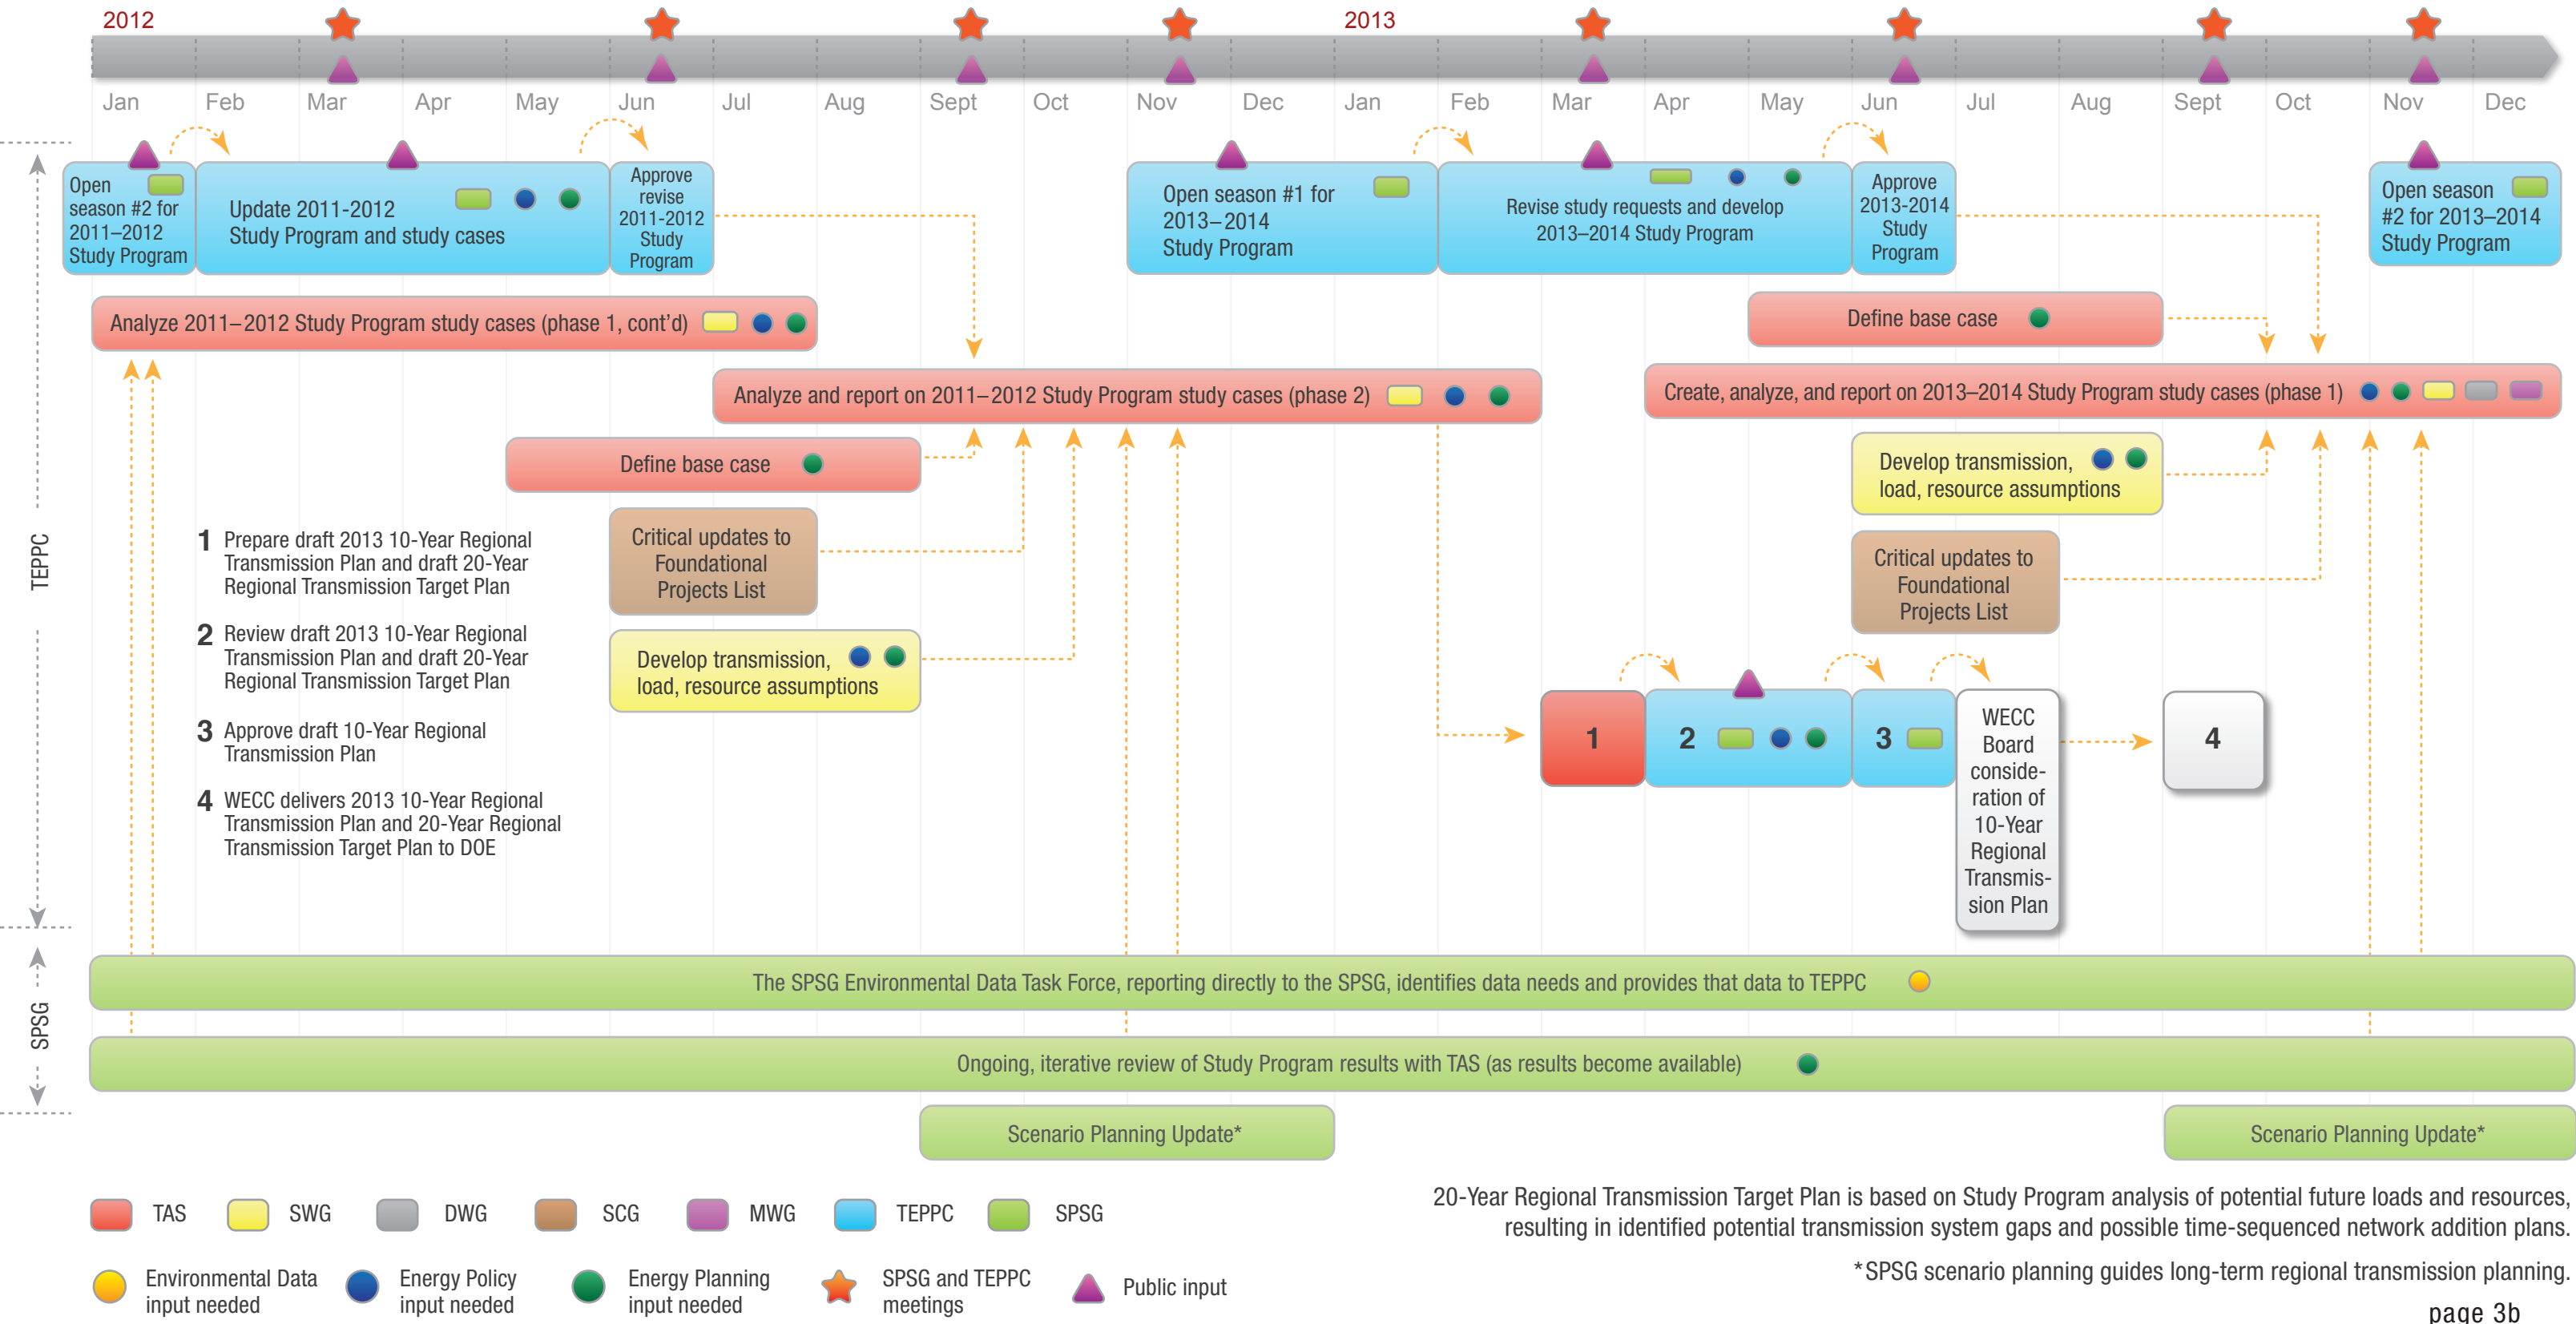 2012
2013
Jan
Feb
Mar
Apr
May
Jun
Jul
Aug
Sept
Oct
Nov
Dec
Jan
Feb
Mar
Apr
May
Jun
Jul
Aug
Sept
Oct
Nov
Dec
TEPPC
Open
season #2 for
2011–2012
Study Program
Update 2011-2012
Study Program and study cases
Approve
revise
2011-2012
Study
Program
Open season #1 for
2013–2014
Study Program
Revise study requests and develop
2013–2014 Study Program
Approve
2013-2014
Study
Program
Open season
#2 for 2013–2014
Study Program
Analyze 2011–2012 Study Program study cases (phase 1, cont’d)
Define base case
Analyze and report on 2011–2012 Study Program study cases (phase 2)
Create, analyze, and report on 2013–2014 Study Program study cases (phase 1)
Define base case
Develop transmission,
load, resource assumptions
Critical updates to
Foundational
Projects List
Critical updates to
Foundational
Projects List
Develop transmission,
load, resource assumptions
1 Prepare draft 2013 10-Year Regional
Transmission Plan and draft 20-Year
Regional Transmission Target Plan
2 Review draft 2013 10-Year Regional
Transmission Plan and draft 20-Year
Regional Transmission Target Plan
3 Approve draft 10-Year Regional
Transmission Plan
4 WECC delivers 2013 10-Year Regional
Transmission Plan and 20-Year Regional
Transmission Target Plan to DOE
1
2
3
WECC
Board
conside-
ration of
10-Year
Regional
Transmis-
sion Plan
4
SPSG
The SPSG Environmental Data Task Force, reporting directly to the SPSG, identifies data needs and provides that data to TEPPC
Ongoing, iterative review of Study Program results with TAS (as results become available)
Scenario Planning Update*
Scenario Planning Update*
TAS
SWG
DWG
SCG
MWG
TEPPC
SPSG
Environmental Data
input needed
Energy Policy
input needed
Energy Planning
input needed
SPSG and TEPPC
meetings
Public input
20-Year Regional Transmission Target Plan is based on Study Program analysis of potential future loads and resources,
resulting in identified potential transmission system gaps and possible time-sequenced network addition plans.
*SPSG scenario planning guides long-term regional transmission planning.
page 3b